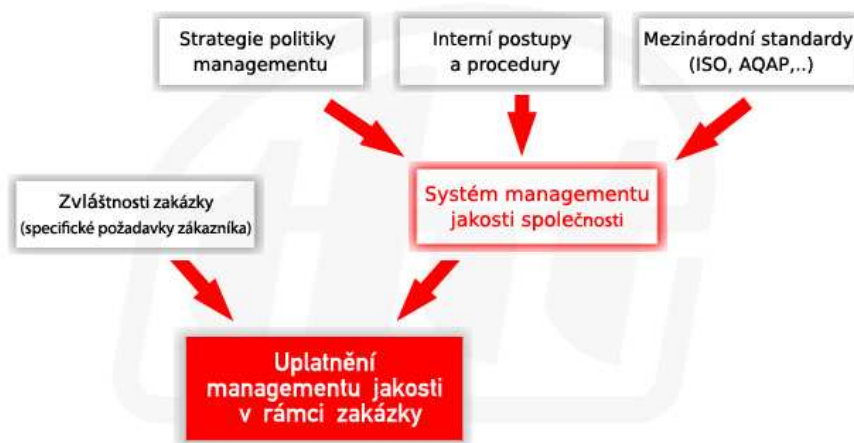 Strategie politiky
managementu
Interní postupy
a procedury
Mezinárodní standardy
(ISO, AQAP,..)
Zvláštnosti zakázky
(specifické požadavky zákazníka)
Systém managementu
jakosti společnosti
Uplatnění
managementu jakosti
v rámci zakázky